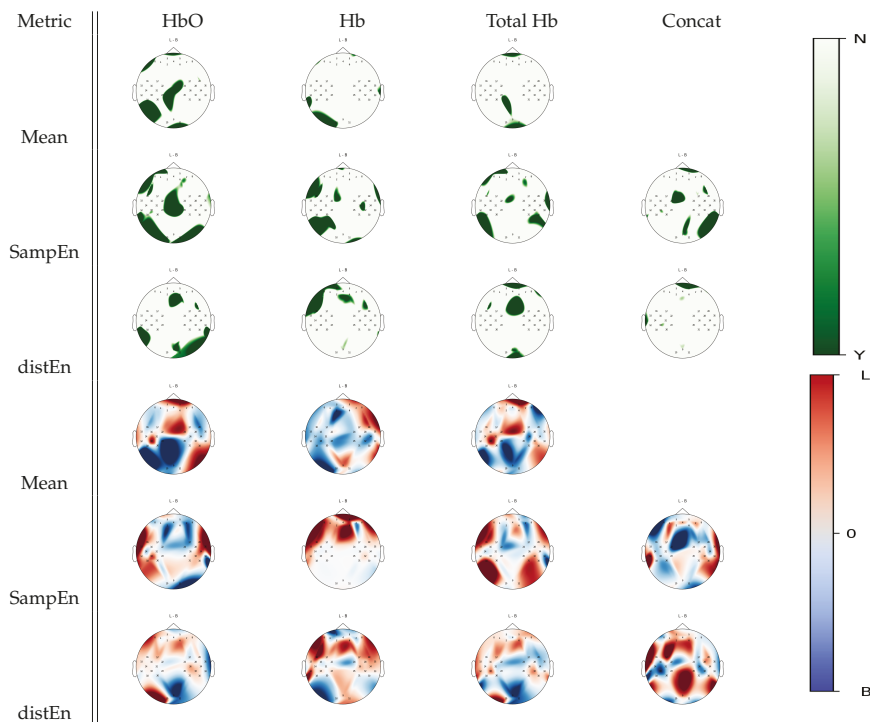 Metric HbO Hb Total Hb Concat
L - B L - B L - B
N
Mean
L - B L - B L - B L - B
SampEn
L - B L - B L - B L - B
Y
distEn
L
L - B L - B L - B
Mean
L - B L - B L - B L - B
0
SampEn
L - B L - B L - B L - B
B
distEn